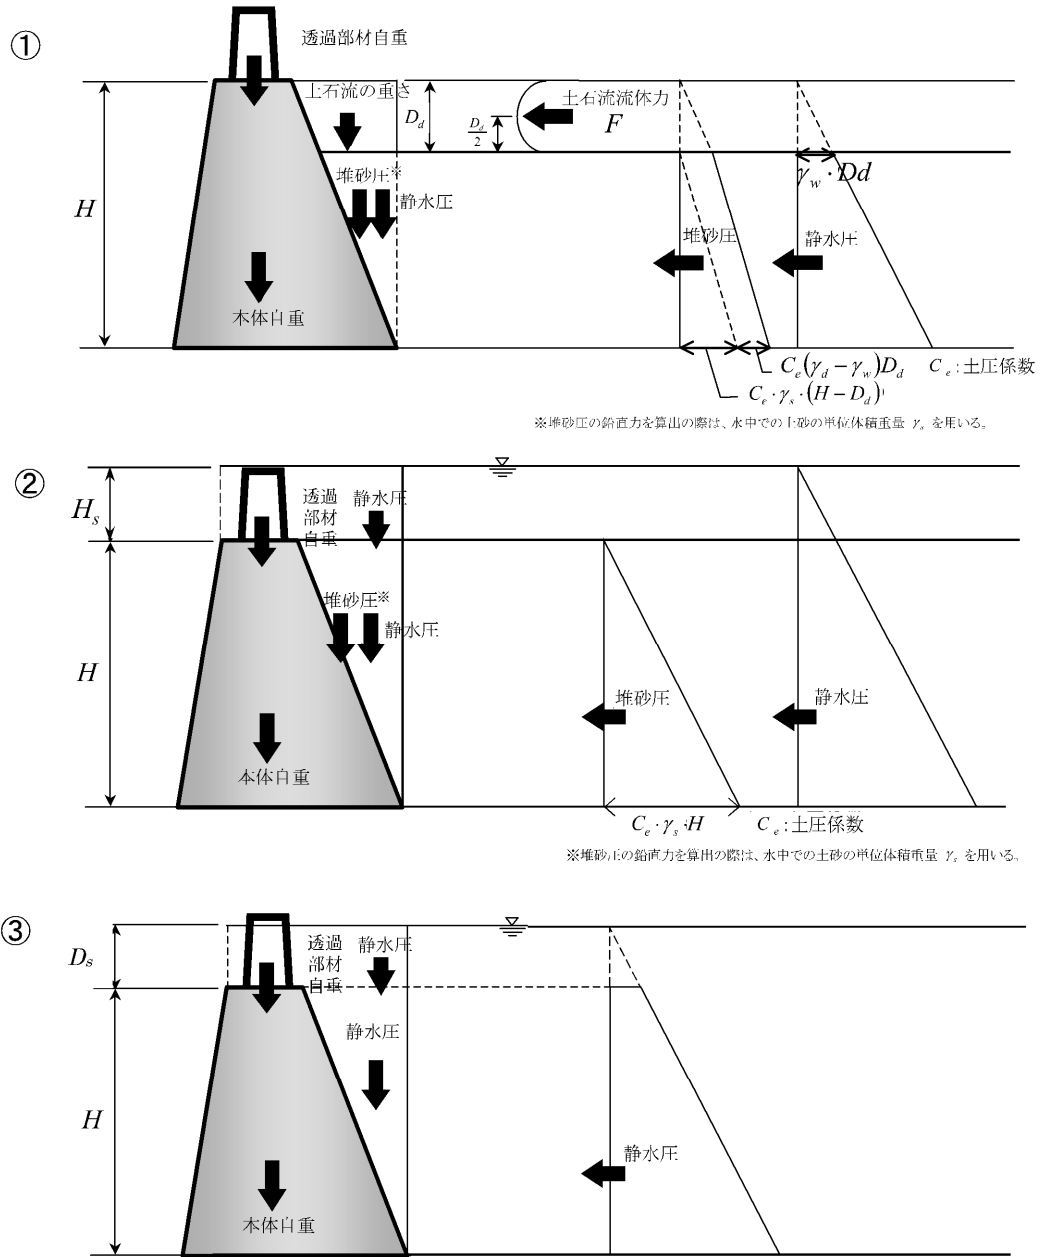 ①
透過部材自重
土石流の重さ
D_d
D_d/2
土石流流体力
F
γ_w・Dd
堆砂圧※
静水圧
H
堆砂圧
静水圧
本体自重
C_e(γ_d−γ_w)D_d
C_e:土圧係数
C_e·γ_s·(H−D_d)
※堆砂圧の鉛直力を算出の際は、水中での土砂の単位体積重量 γ_s を用いる。
②
H_s
透過
部材
自重
静水圧
堆砂圧※
静水圧
H
堆砂圧
静水圧
本体自重
C_e·γ_s·H
C_e:土圧係数
※堆砂圧の鉛直力を算出の際は、水中での土砂の単位体積重量 γ_s を用いる。
③
D_s
透過
部材
自重
静水圧
静水圧
H
静水圧
本体自重